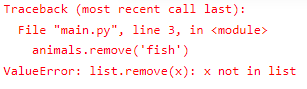 Traceback (most recent call last):
  File "main.py", line 3, in <module>
    animals.remove('fish')
ValueError: list.remove(x): x not in list